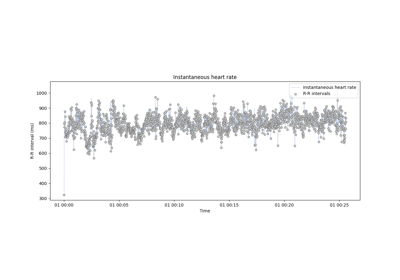 Instantaneous heart rate
Instantaneous heart rate
R-R intervals
R-R interval (ms)
1000
900
800
700
600
500
400
300
01 00:00
01 00:05
01 00:10
01 00:15
01 00:20
01 00:25
Time